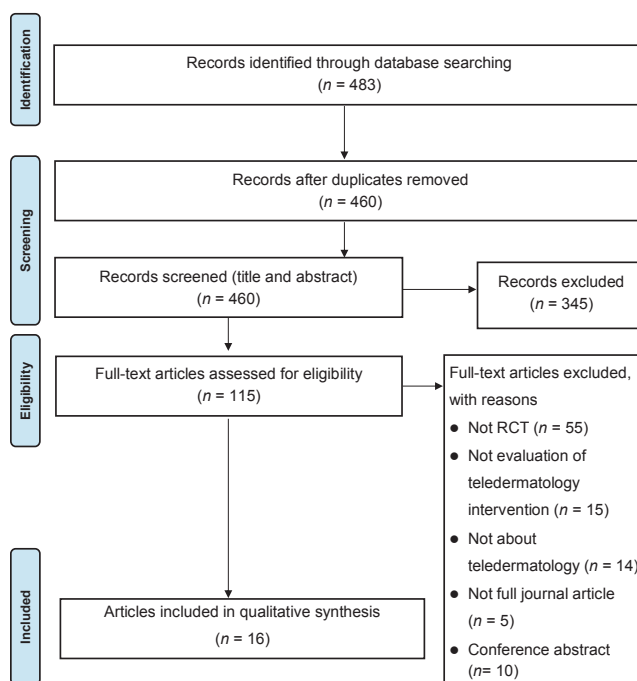 Identification
Records identified through database searching
(n = 483)
Screening
Records after duplicates removed
(n = 460)
Records screened (title and abstract)
(n = 460)
Records excluded
(n = 345)
Eligibility
Full-text articles assessed for eligibility
(n = 115)
Full-text articles excluded,
with reasons
● Not RCT (n = 55)
● Not evaluation of
teledermatology
intervention (n = 15)
● Not about
teledermatology (n = 14)
● Not full journal article
(n = 5)
● Conference abstract
(n= 10)
Included
Articles included in qualitative synthesis
(n = 16)